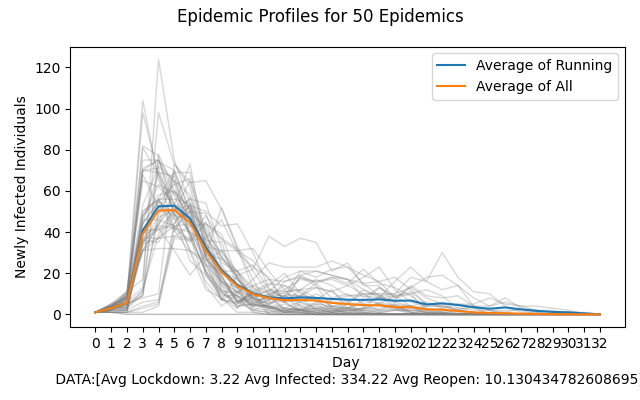 Epidemic Profiles for 50 Epidemics
Average of Running
Average of All
Newly Infected Individuals
120
100
80
60
40
20
0
0 1 2 3 4 5 6 7 8 9 10 11 12 13 14 15 16 17 18 19 20 21 22 23 24 25 26 27 28 29 30 31 32
Day
DATA:[Avg Lockdown: 3.22 Avg Infected: 334.22 Avg Reopen: 10.130434782608695]